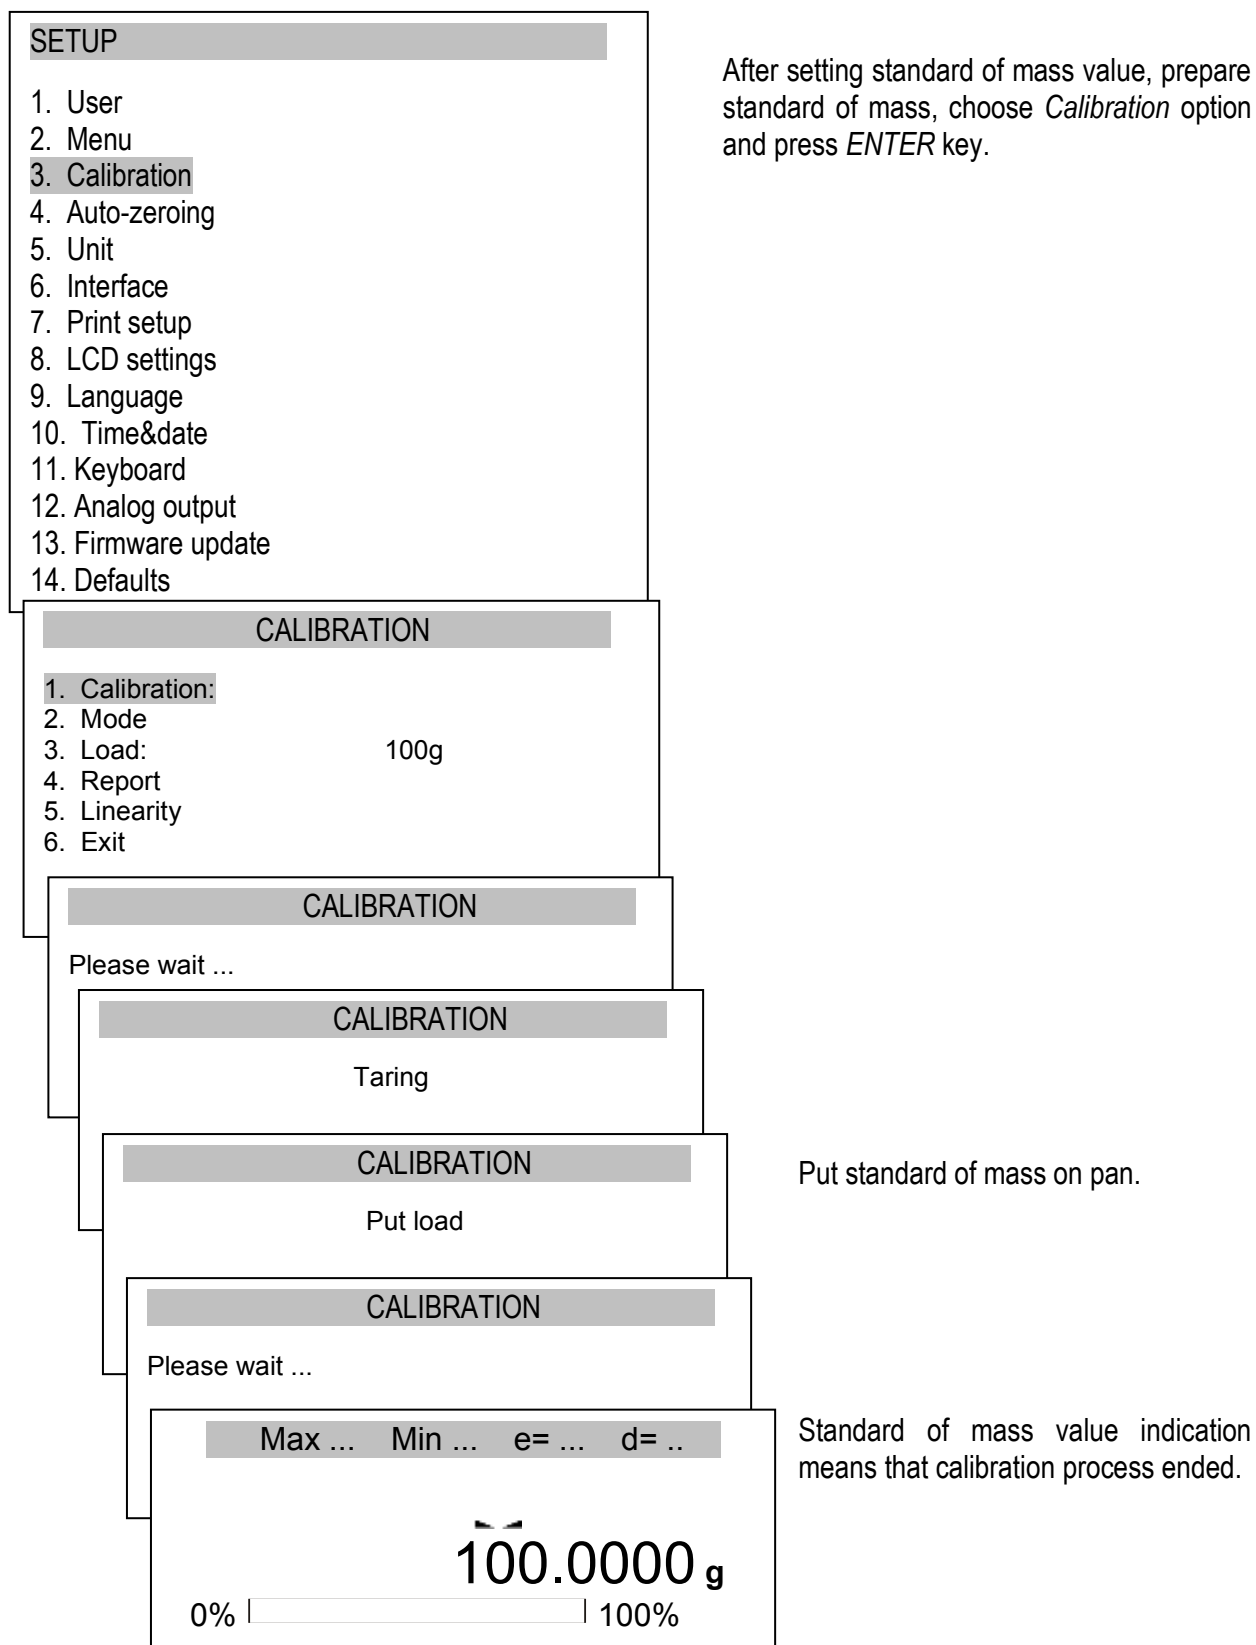 SETUP
After setting standard of mass value, prepare
standard of mass, choose Calibration option
and press ENTER key.
1. User
2. Menu
3. Calibration
4. Auto-zeroing
5. Unit
6. Interface
7. Print setup
8. LCD settings
9. Language
10. Time&date
11. Keyboard
12. Analog output
13. Firmware update
14. Defaults
CALIBRATION
1. Calibration:
2. Mode
3. Load: 100g
4. Report
5. Linearity
6. Exit
CALIBRATION
Please wait ...
CALIBRATION
Taring
CALIBRATION
Put load
Put standard of mass on pan.
CALIBRATION
Please wait ...
Max ... Min ... e= ... d= ..
Standard of mass value indication
means that calibration process ended.
100.0000 g
0% 100%